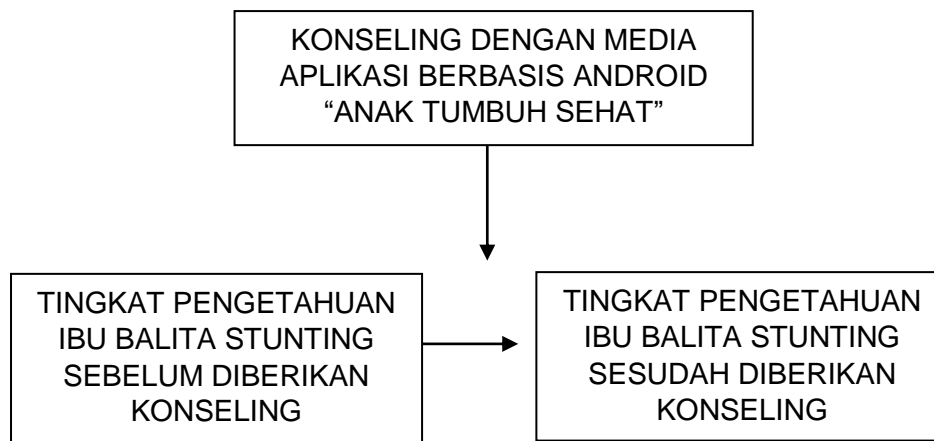 KONSELING DENGAN MEDIA
APLIKASI BERBASIS ANDROID
“ANAK TUMBUH SEHAT”
TINGKAT PENGETAHUAN
IBU BALITA STUNTING
SEBELUM DIBERIKAN
KONSELING
TINGKAT PENGETAHUAN
IBU BALITA STUNTING
SESUDAH DIBERIKAN
KONSELING